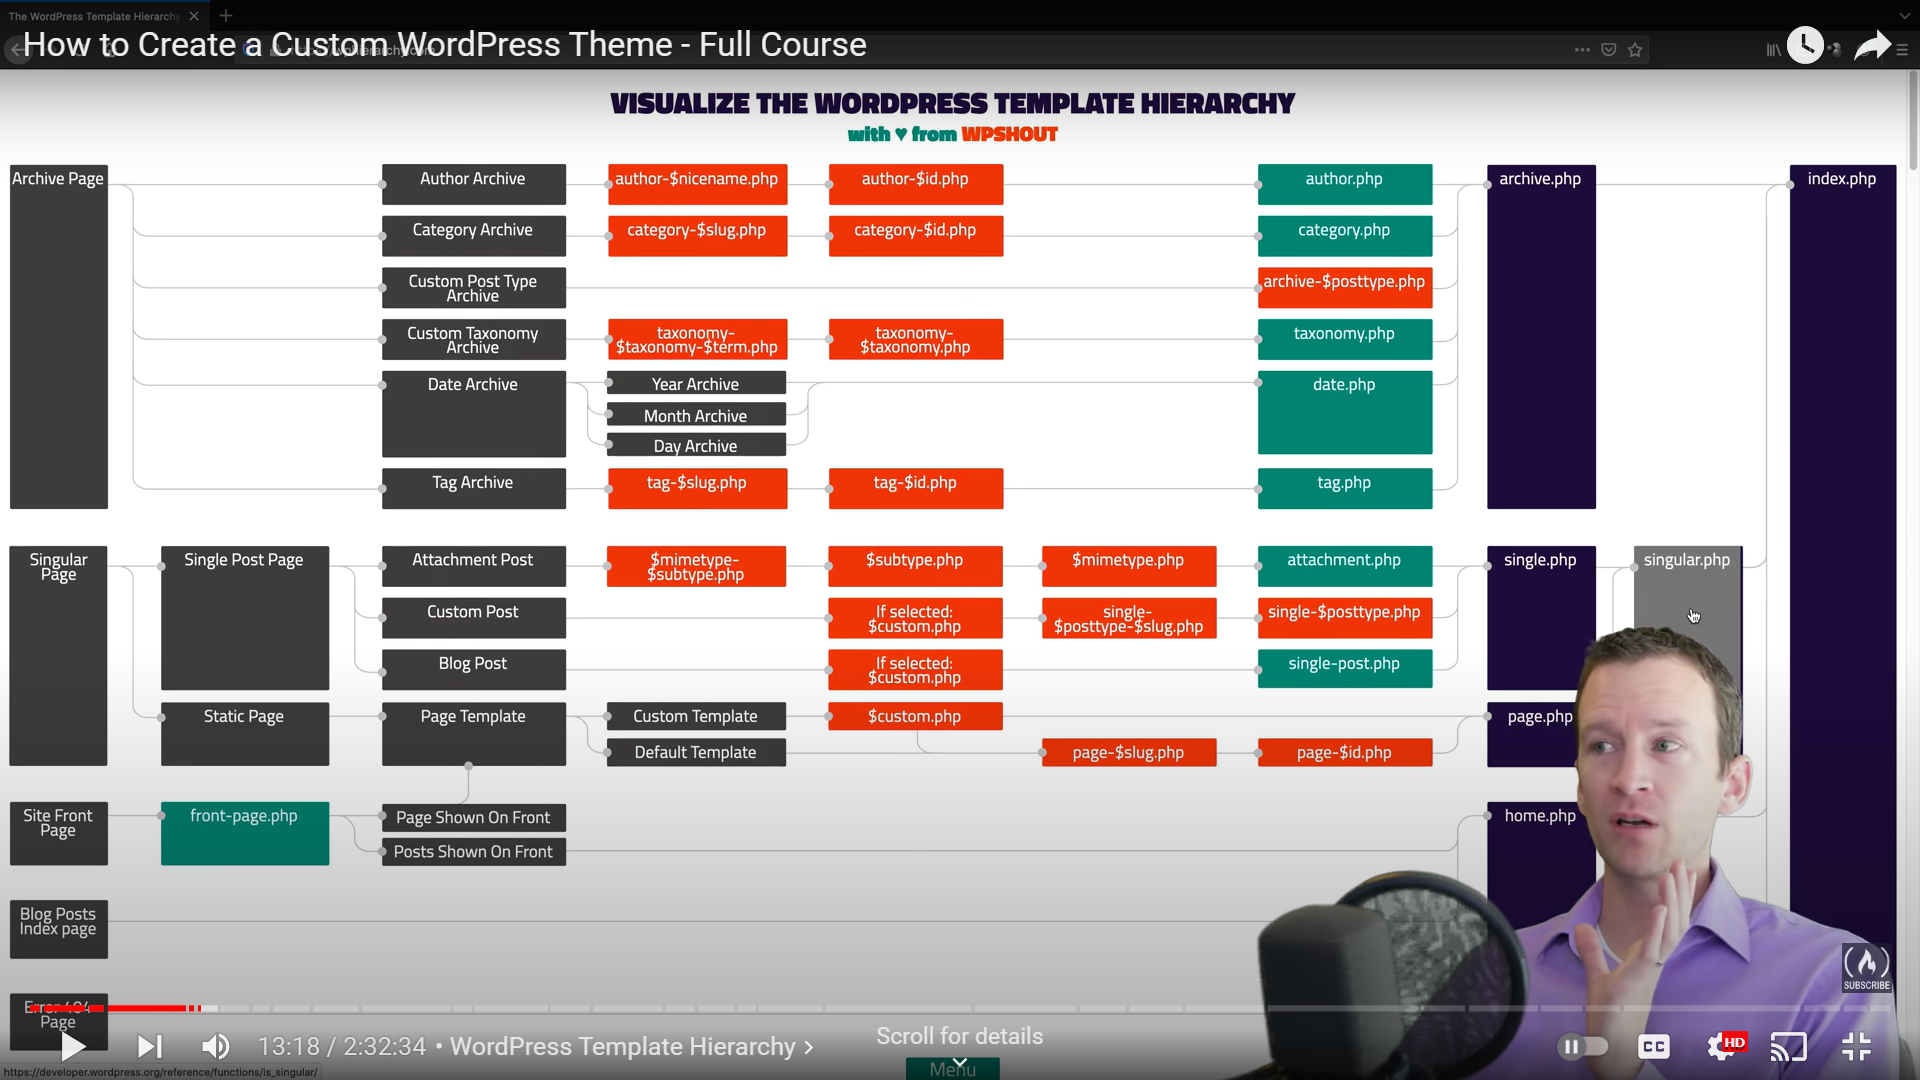 The WordPress Template Hierarchy
How to Create a Custom WordPress Theme - Full Course
VISUALIZE THE WORDPRESS TEMPLATE HIERARCHY
with ♥ from WPSHOUT
Archive Page
Author Archive
author-$nicename.php
author-$id.php
author.php
archive.php
index.php
Category Archive
category-$slug.php
category-$id.php
category.php
Custom Post Type
Archive
archive-$posttype.php
Custom Taxonomy
Archive
taxonomy-
$taxonomy-$term.php
taxonomy-
$taxonomy.php
taxonomy.php
Date Archive
Year Archive
Month Archive
Day Archive
date.php
Tag Archive
tag-$slug.php
tag-$id.php
tag.php
Singular
Page
Single Post Page
Attachment Post
$mimetype-
$subtype.php
$subtype.php
$mimetype.php
attachment.php
single.php
singular.php
Custom Post
If selected:
$custom.php
single-
$posttype-$slug.php
single-$posttype.php
Blog Post
If selected:
$custom.php
single-post.php
Static Page
Page Template
Custom Template
$custom.php
page.php
Default Template
page-$slug.php
page-$id.php
Site Front
Page
front-page.php
Page Shown On Front
home.php
Posts Shown On Front
Blog Posts
Index page
Error 404
Page
SUBSCRIBE
13:18 / 2:32:34 • WordPress Template Hierarchy >
Scroll for details
Menu
CC
HD
https://developer.wordpress.org/reference/functions/is_singular/